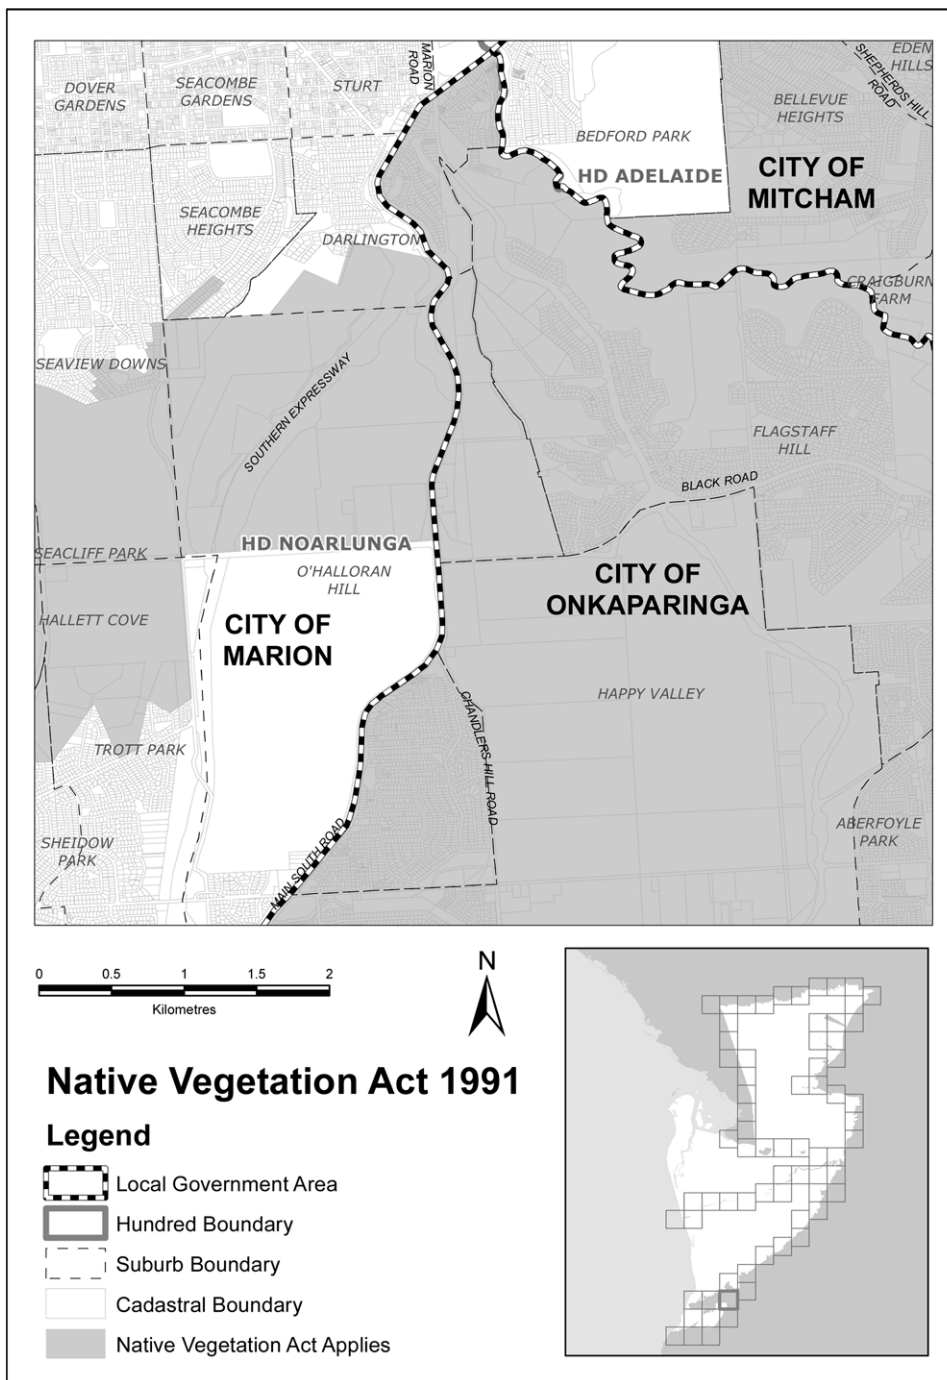 MARION
ROAD
EDEN
HILLS
SHEPHERDS HILL
ROAD
DOVER
GARDENS
SEACOMBE
GARDENS
STURT
BELLEVUE
HEIGHTS
BEDFORD PARK
HD ADELAIDE
CITY OF
MITCHAM
SEACOMBE
HEIGHTS
DARLINGTON
CRAIGBURN
FARM
SEAVIEW DOWNS
SOUTHERN EXPRESSWAY
FLAGSTAFF
HILL
BLACK ROAD
HD NOARLUNGA
SEACLIFF PARK
O'HALLORAN
HILL
CITY OF
ONKAPARINGA
HALLETT COVE
CITY OF
MARION
HAPPY VALLEY
CHANDLERS HILL ROAD
TROTT PARK
MAIN SOUTH ROAD
SHEIDOW
PARK
ABERFOYLE
PARK
0 0.5 1 1.5 2
Kilometres
N
Native Vegetation Act 1991
Legend
Local Government Area
Hundred Boundary
Suburb Boundary
Cadastral Boundary
Native Vegetation Act Applies